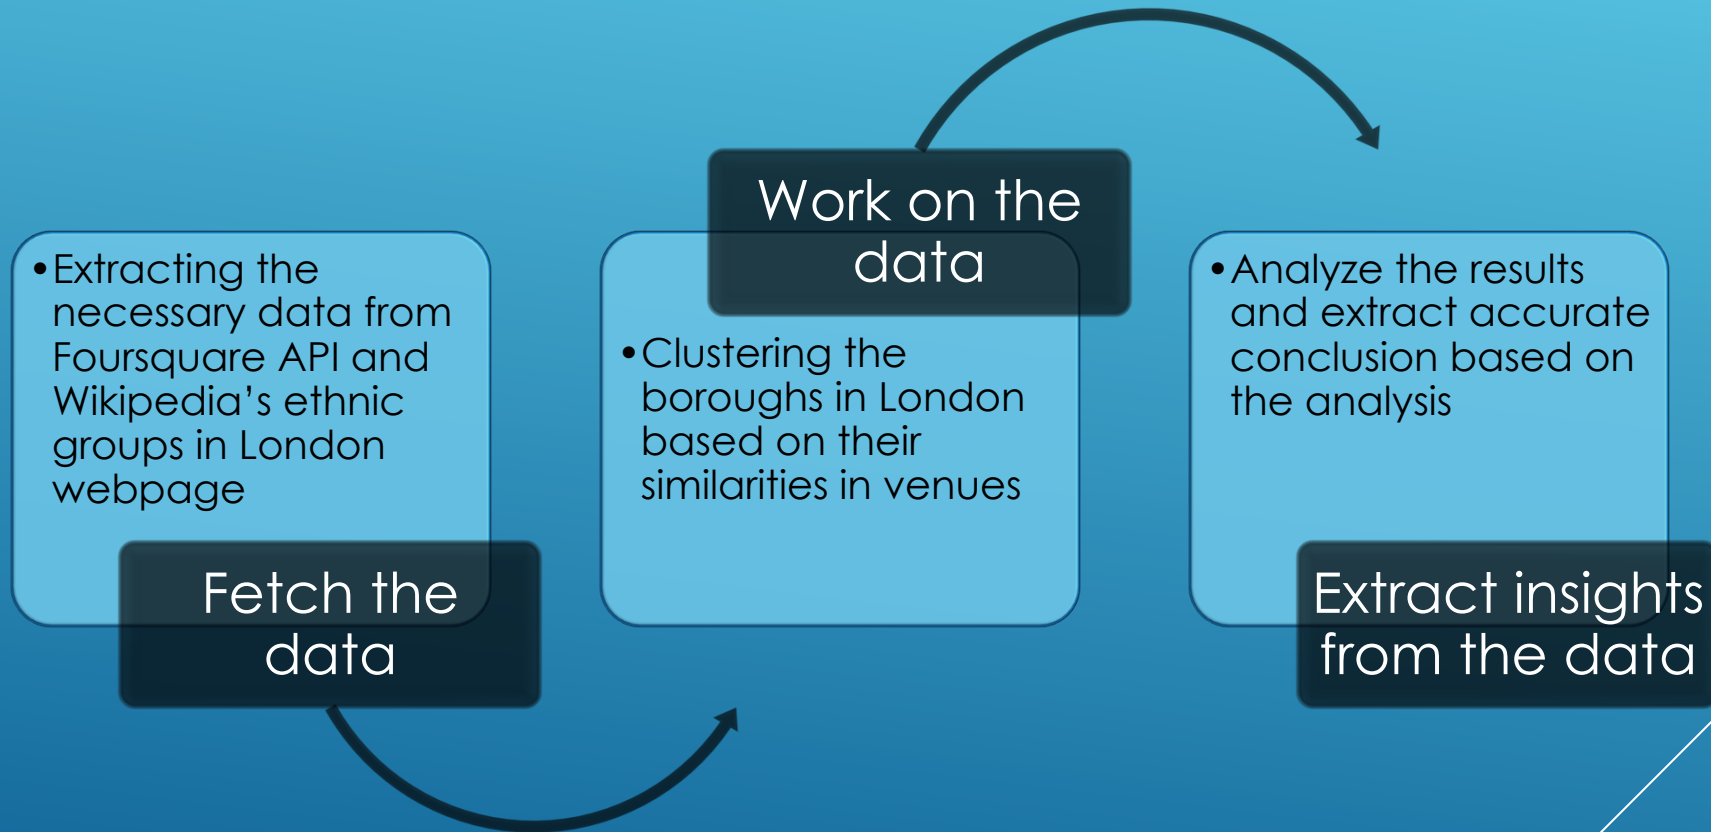 •Extracting the
necessary data from
Foursquare API and
Wikipedia’s ethnic
groups in London
webpage
Fetch the
data
Work on the
data
•Clustering the
boroughs in London
based on their
similarities in venues
•Analyze the results
and extract accurate
conclusion based on
the analysis
Extract insights
from the data